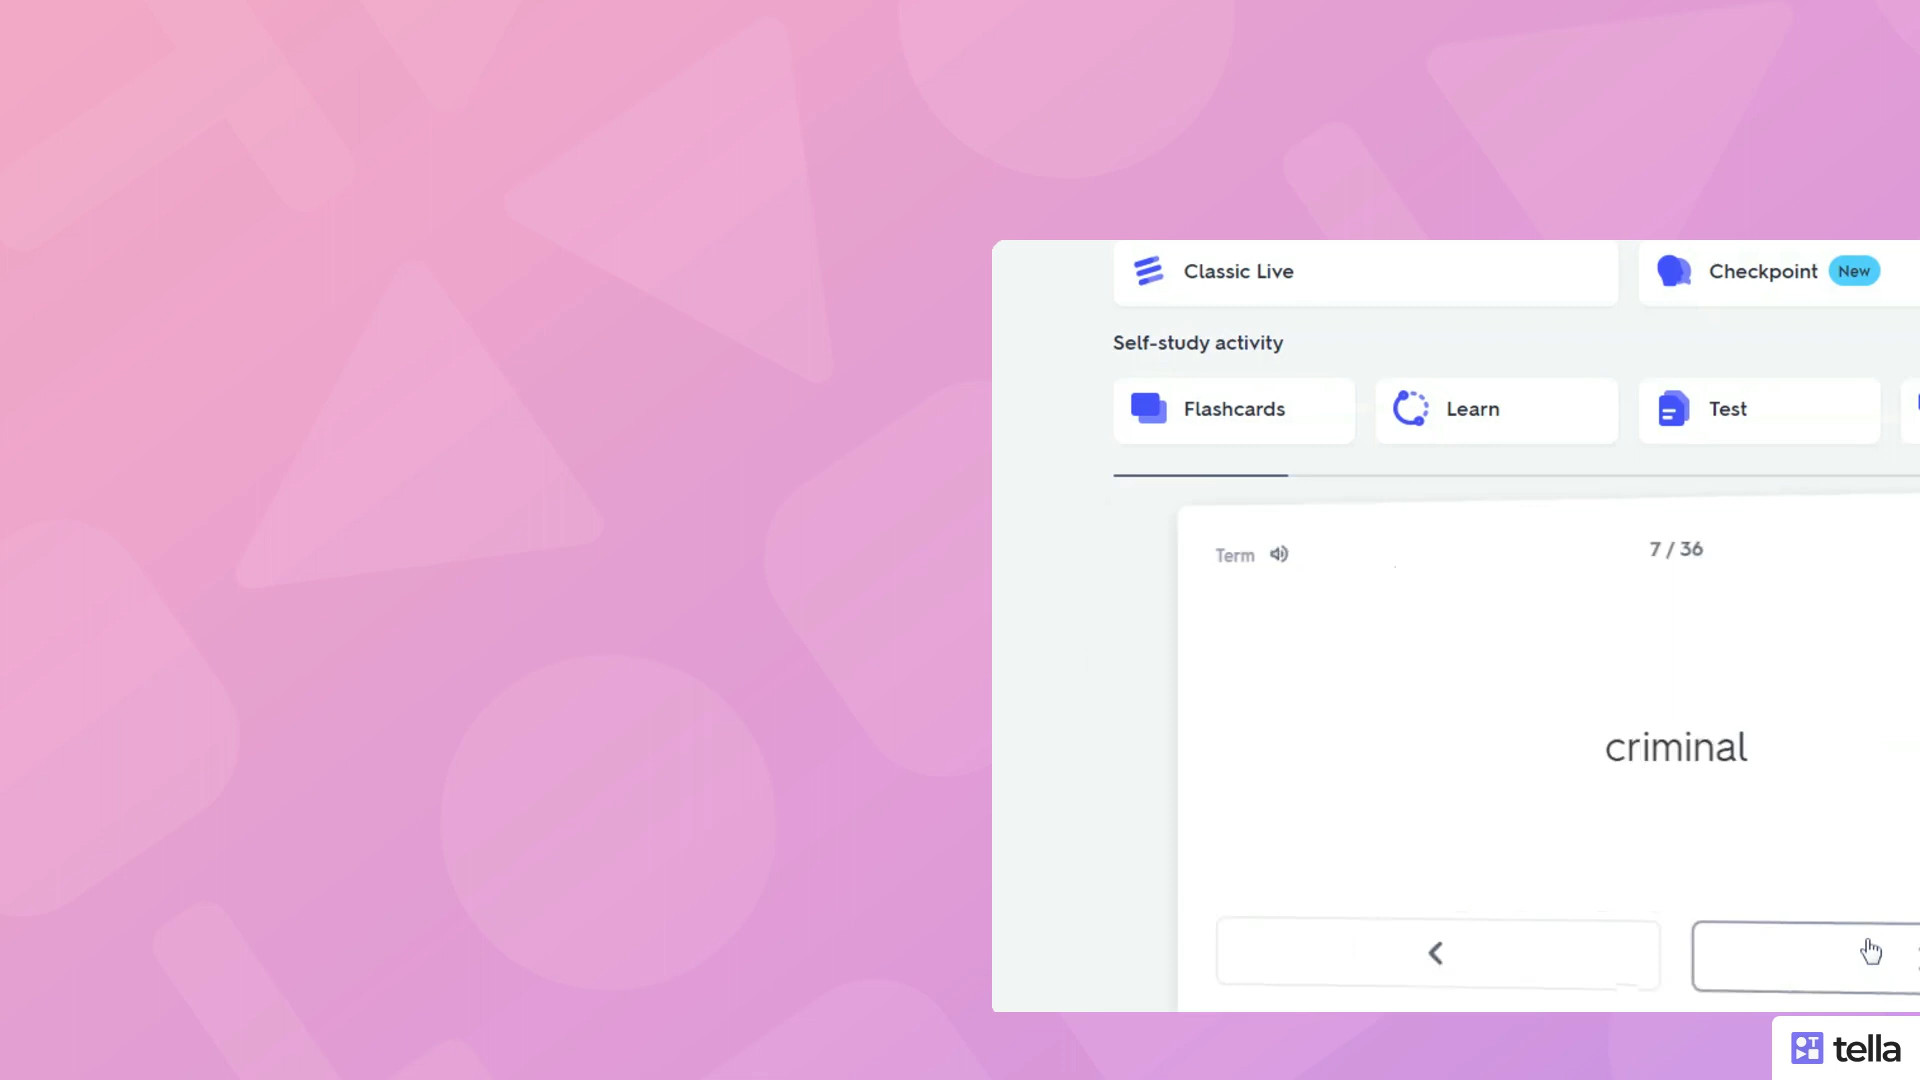 Classic Live
Checkpoint New
Self-study activity
Flashcards
Learn
Test
Term
7 / 36
criminal
tella